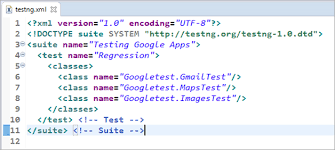 testng.xml
1 <?xml version="1.0" encoding="UTF-8"?>
2 <!DOCTYPE suite SYSTEM "http://testng.org/testng-1.0.dtd">
3 <suite name="Testing Google Apps">
4 <test name="Regression">
5 <classes>
6 <class name="Googletest.GmailTest"/>
7 <class name="Googletest.MapsTest"/>
8 <class name="Googletest.ImagesTest"/>
9 </classes>
10 </test> <!-- Test -->
11 </suite> <!-- Suite -->